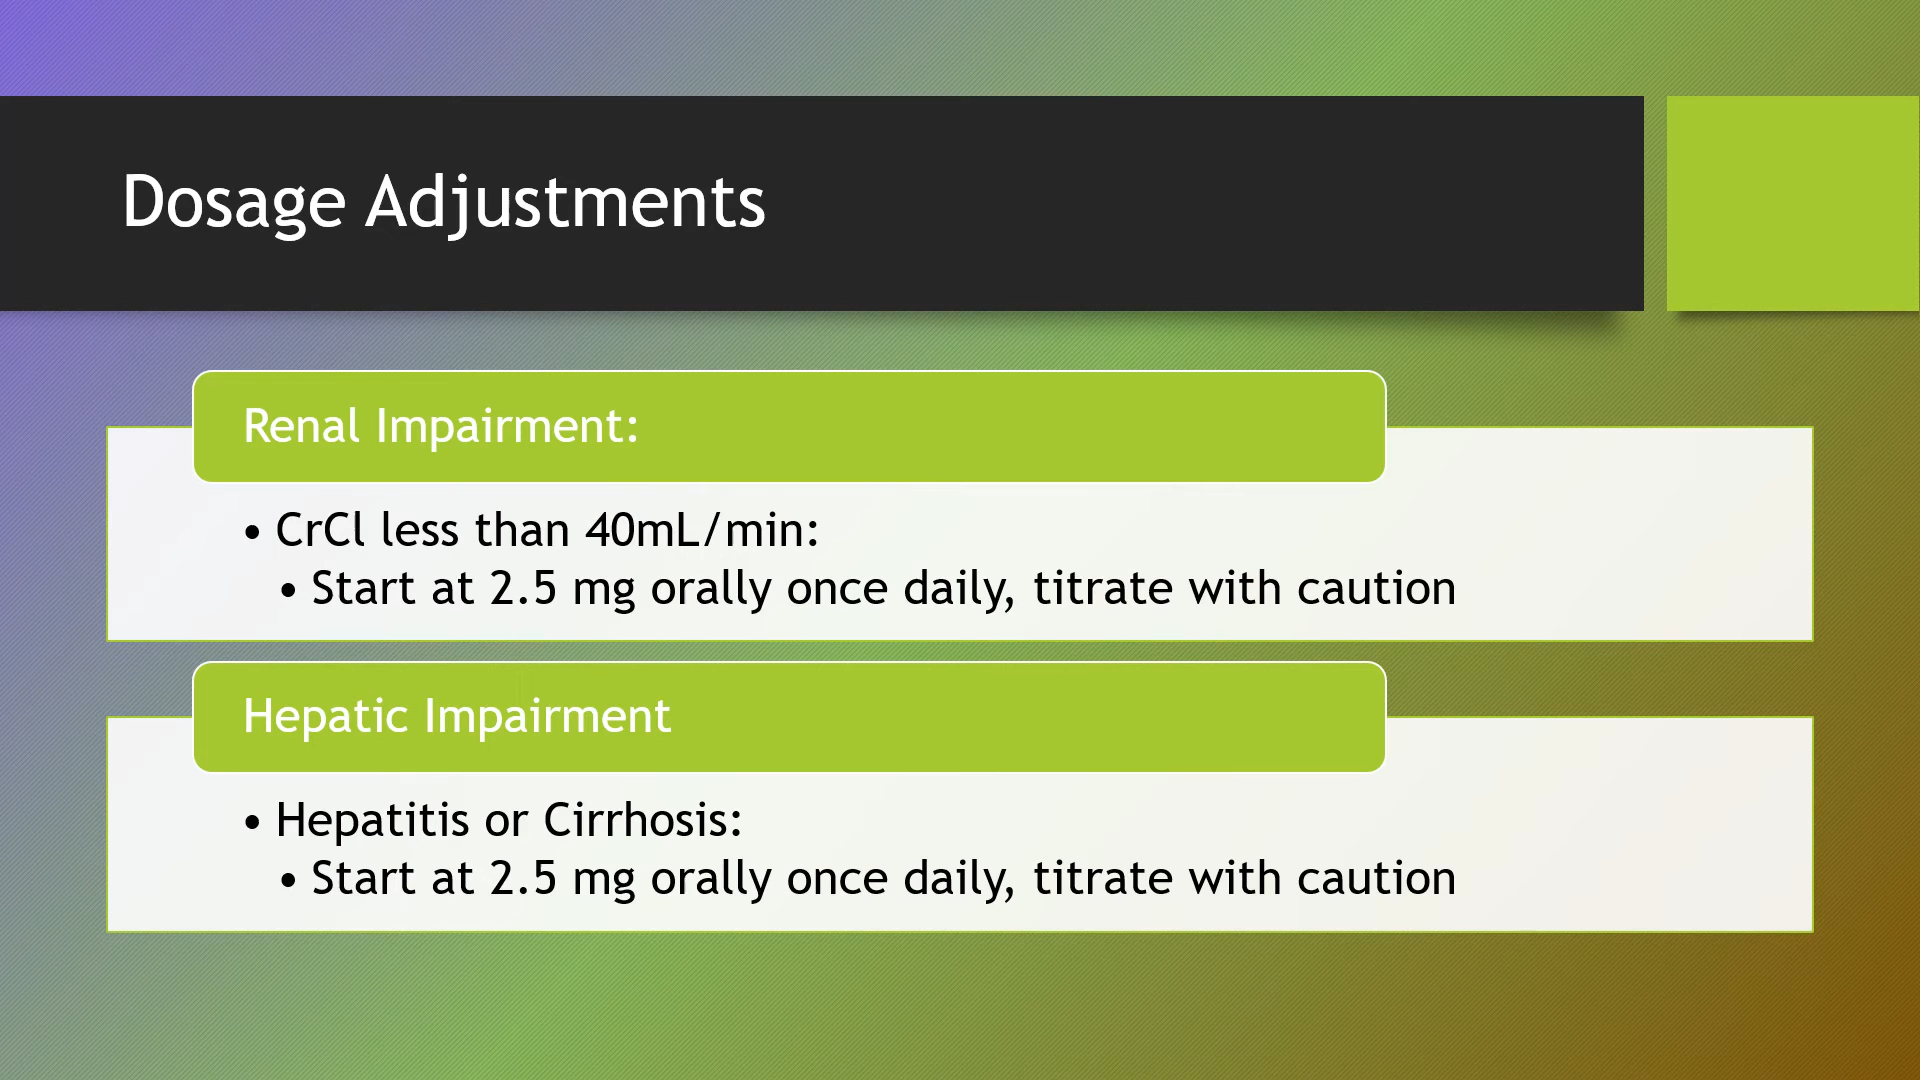 Dosage Adjustments
Renal Impairment:
• CrCl less than 40mL/min:
• Start at 2.5 mg orally once daily, titrate with caution
Hepatic Impairment
• Hepatitis or Cirrhosis:
• Start at 2.5 mg orally once daily, titrate with caution